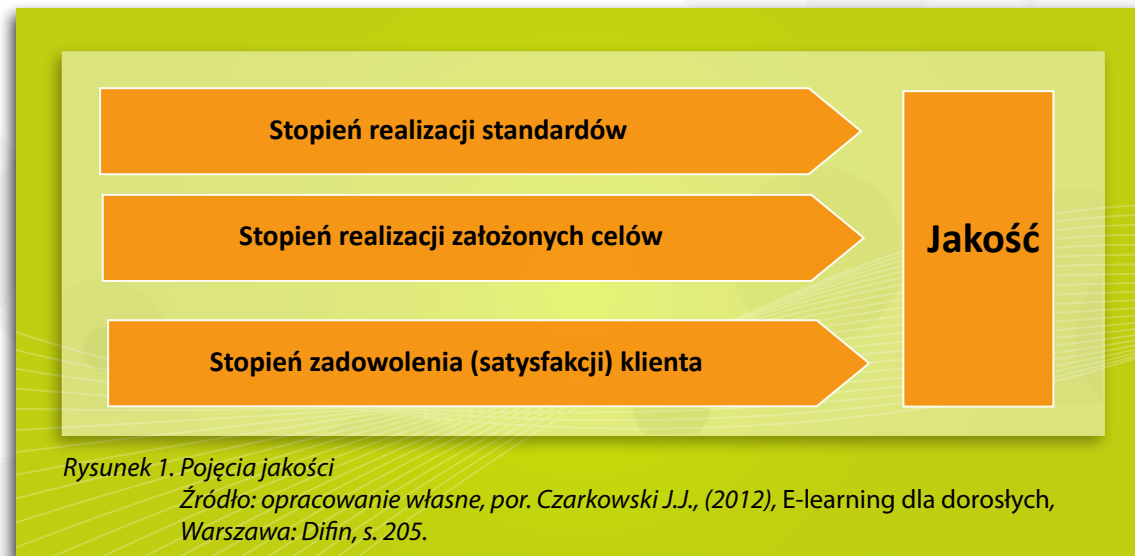 Stopień realizacji standardów
Stopień realizacji założonych celów
Jakość
Stopień zadowolenia (satysfakcji) klienta
Rysunek 1. Pojęcia jakości
Źródło: opracowanie własne, por. Czarkowski J.J., (2012), E-learning dla dorosłych,
Warszawa: Difin, s. 205.